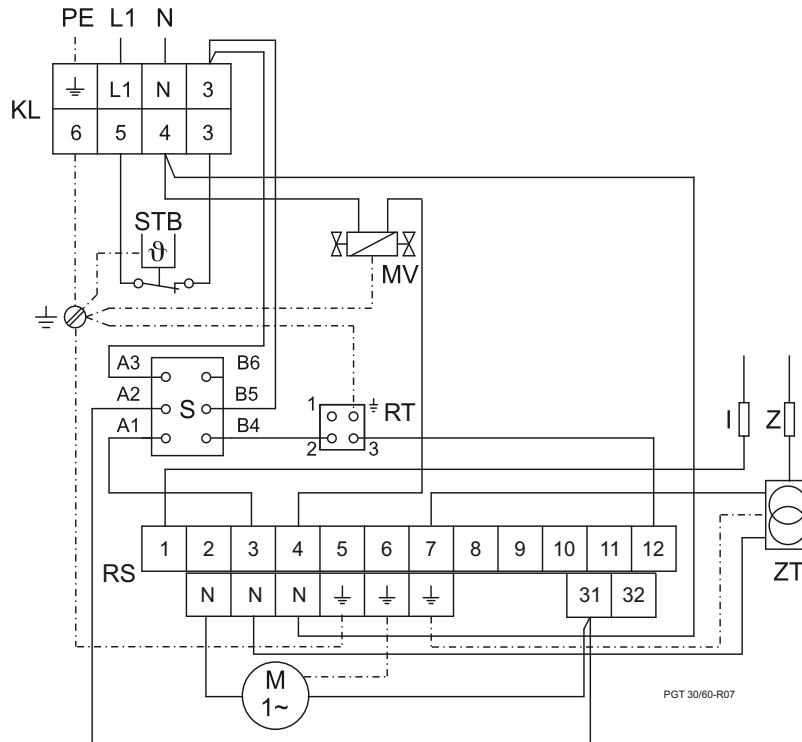 PE L1 N
L1 N 3
KL
6 5 4 3
STB
ϑ
MV
A3 B6
A2 S B5
A1 B4
1 RT
2 3
I Z
1 2 3 4 5 6 7 8 9 10 11 12
RS
ZT
N N N 31 32
M
1~
PGT 30/60-R07